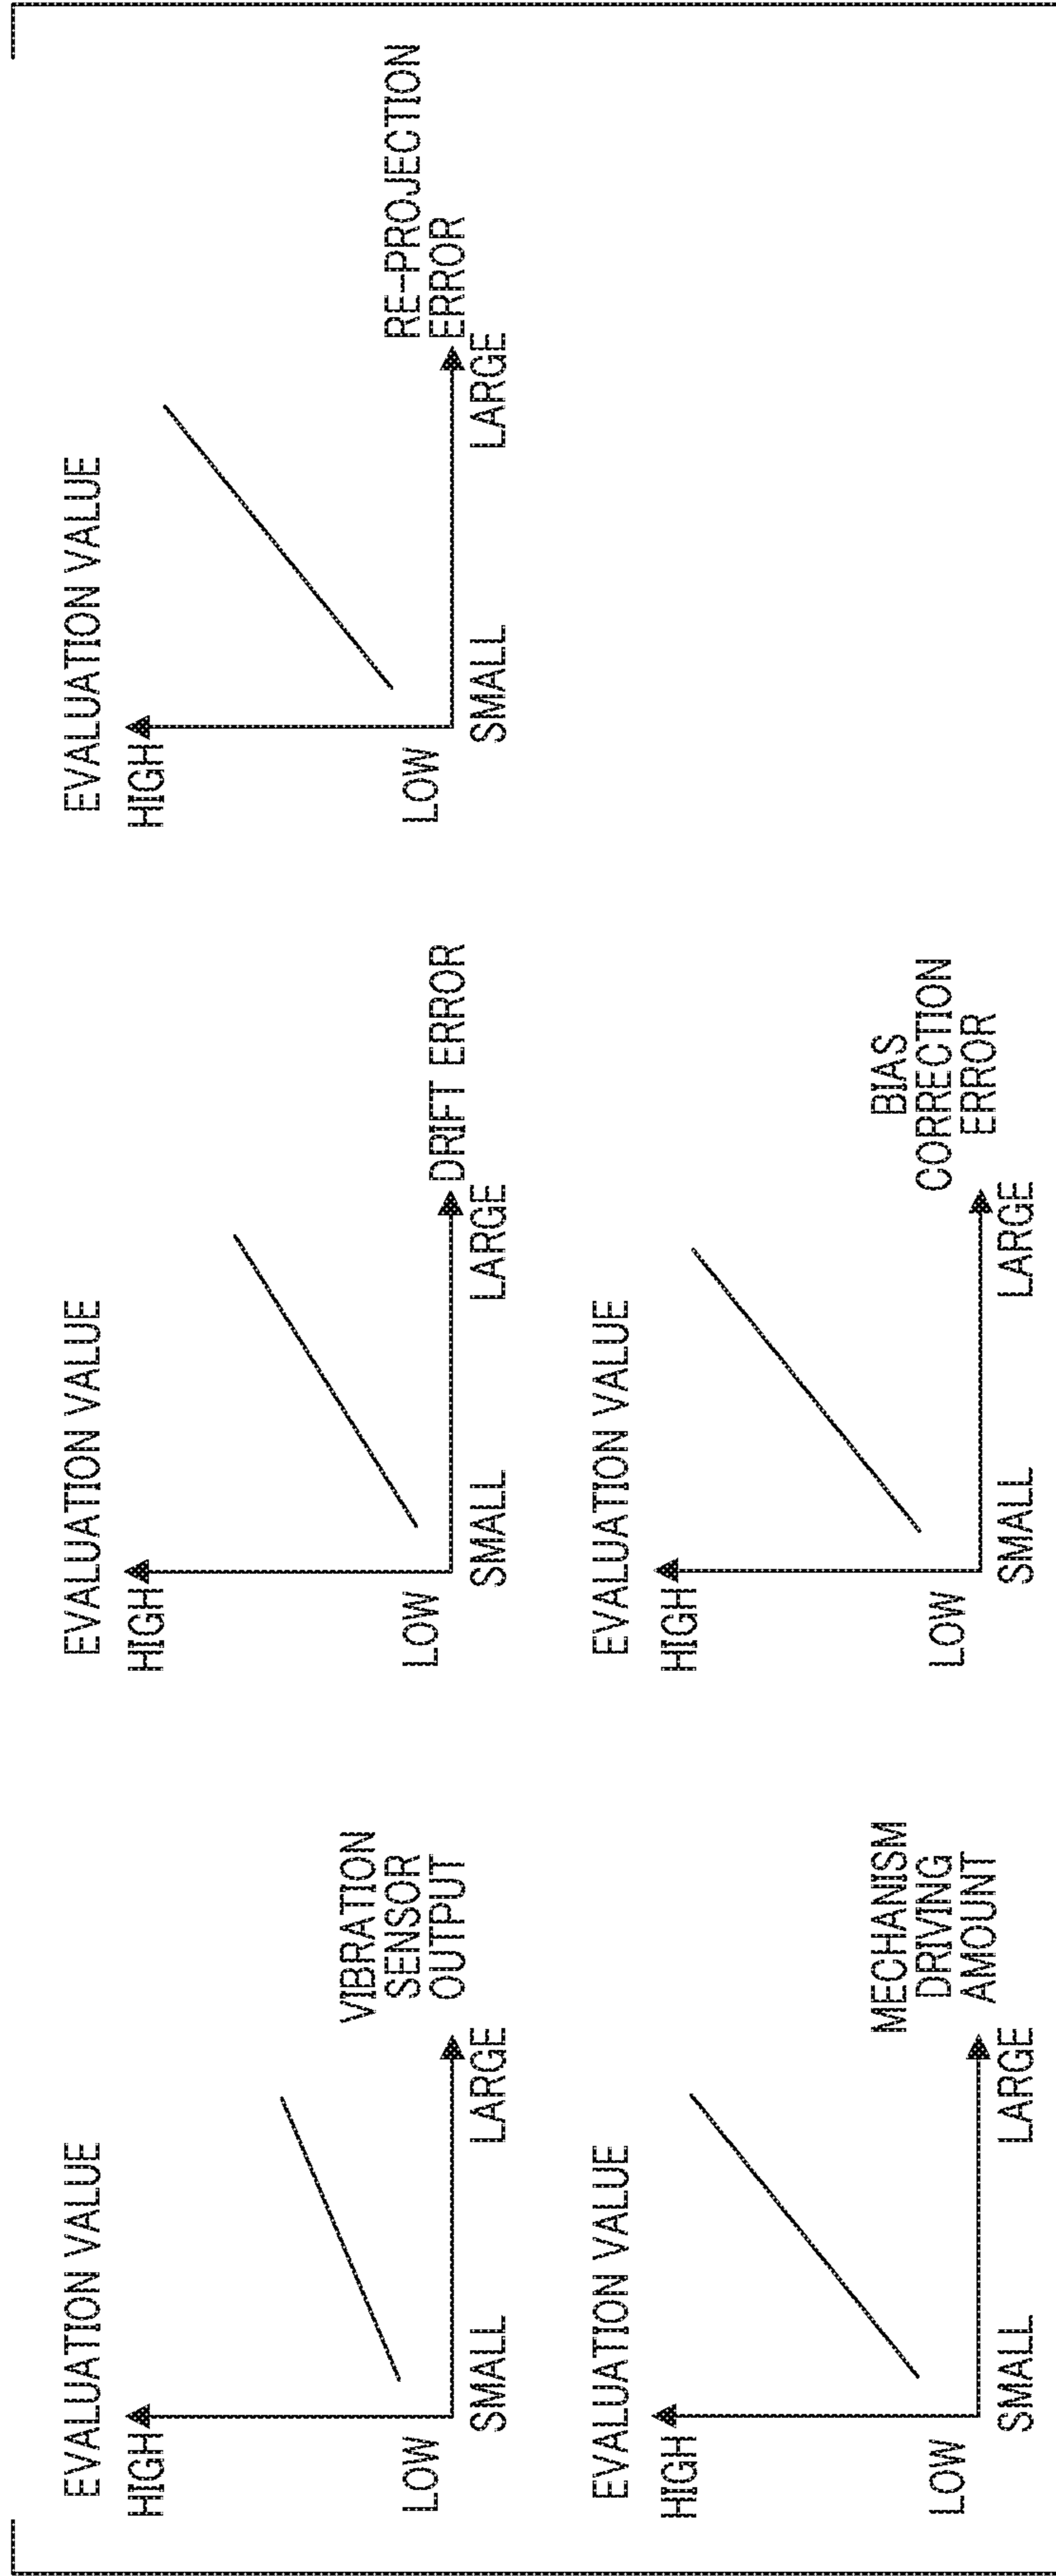 EVALUATION VALUE
HIGH
LOW
SMALL
LARGE
VIBRATION
SENSOR
OUTPUT
EVALUATION VALUE
HIGH
LOW
SMALL
LARGE
DRIFT ERROR
EVALUATION VALUE
HIGH
LOW
SMALL
LARGE
RE-PROJECTION
ERROR
EVALUATION VALUE
HIGH
LOW
SMALL
LARGE
MECHANISM
DRIVING
AMOUNT
EVALUATION VALUE
HIGH
LOW
SMALL
LARGE
BIAS
CORRECTION
ERROR